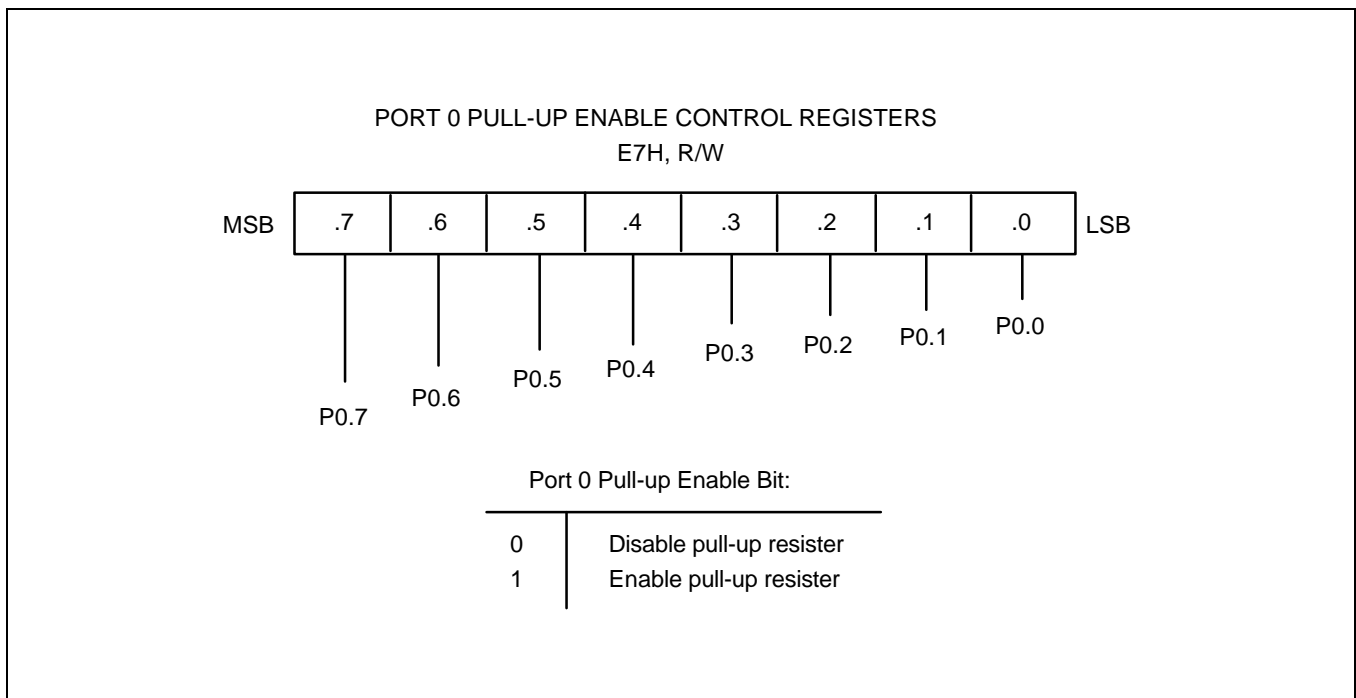 PORT 0 PULL-UP ENABLE CONTROL REGISTERS
E7H, R/W
MSB .7 .6 .5 .4 .3 .2 .1 .0 LSB
P0.7 P0.6 P0.5 P0.4 P0.3 P0.2 P0.1 P0.0
Port 0 Pull-up Enable Bit:
0 Disable pull-up resister
1 Enable pull-up resister